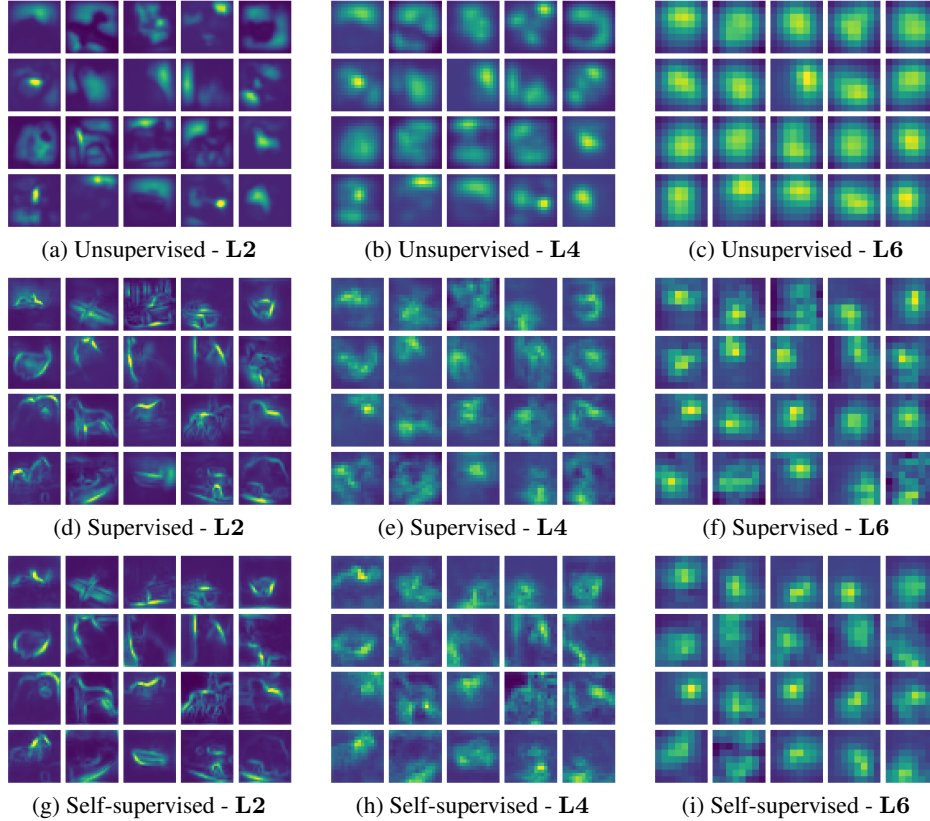 (a) Unsupervised - L2
(b) Unsupervised - L4
(c) Unsupervised - L6
(d) Supervised - L2
(e) Supervised - L4
(f) Supervised - L6
(g) Self-supervised - L2
(h) Self-supervised - L4
(i) Self-supervised - L6